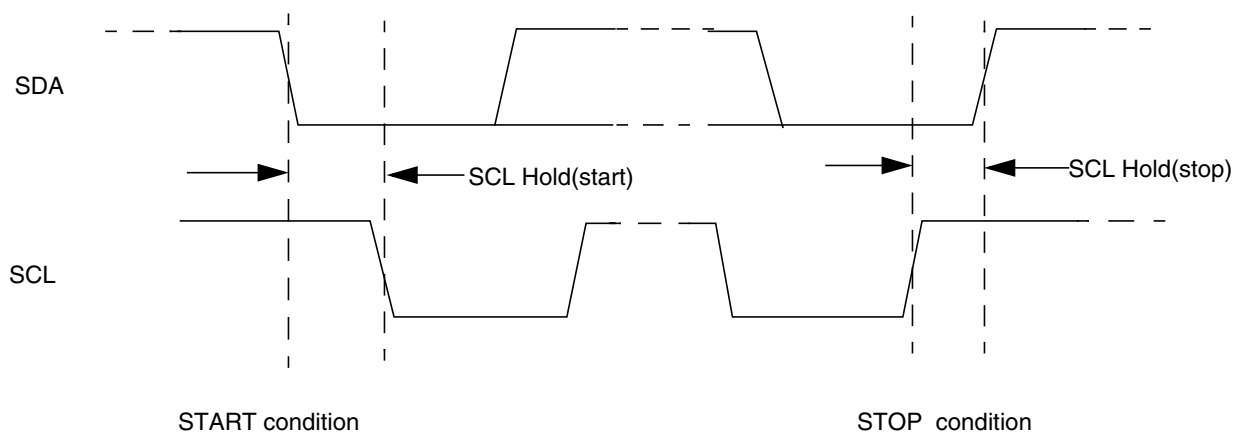 SDA
SCL Hold(start)
SCL Hold(stop)
SCL
START condition
STOP condition